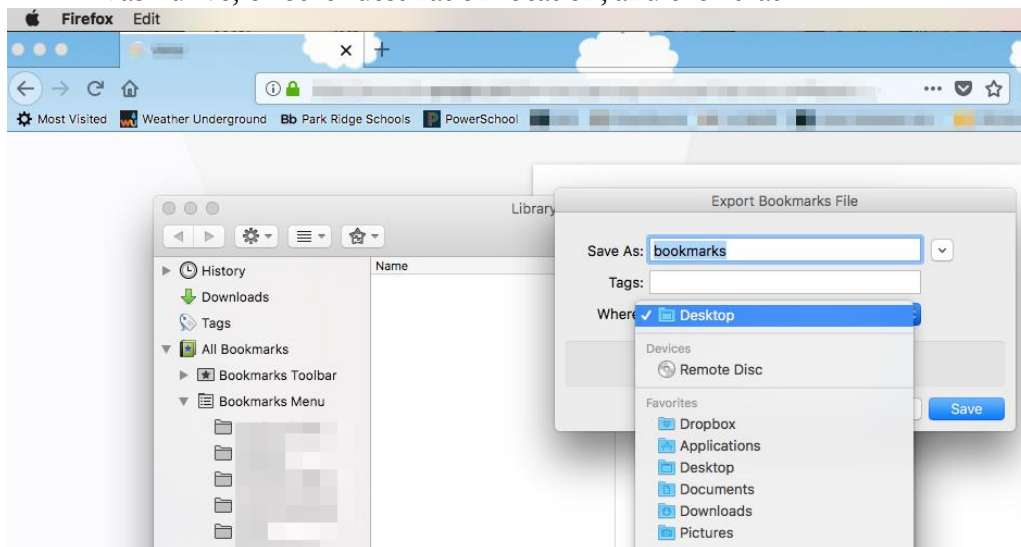 Firefox Edit
Most Visited Weather Underground Bb Park Ridge Schools PowerSchool
Library
Export Bookmarks File
Save As: bookmarks
Tags:
Where
Desktop
Devices
Remote Disc
Favorites
Dropbox
Applications
Desktop
Documents
Downloads
Pictures
Save
Name
History
Downloads
Tags
All Bookmarks
Bookmarks Toolbar
Bookmarks Menu